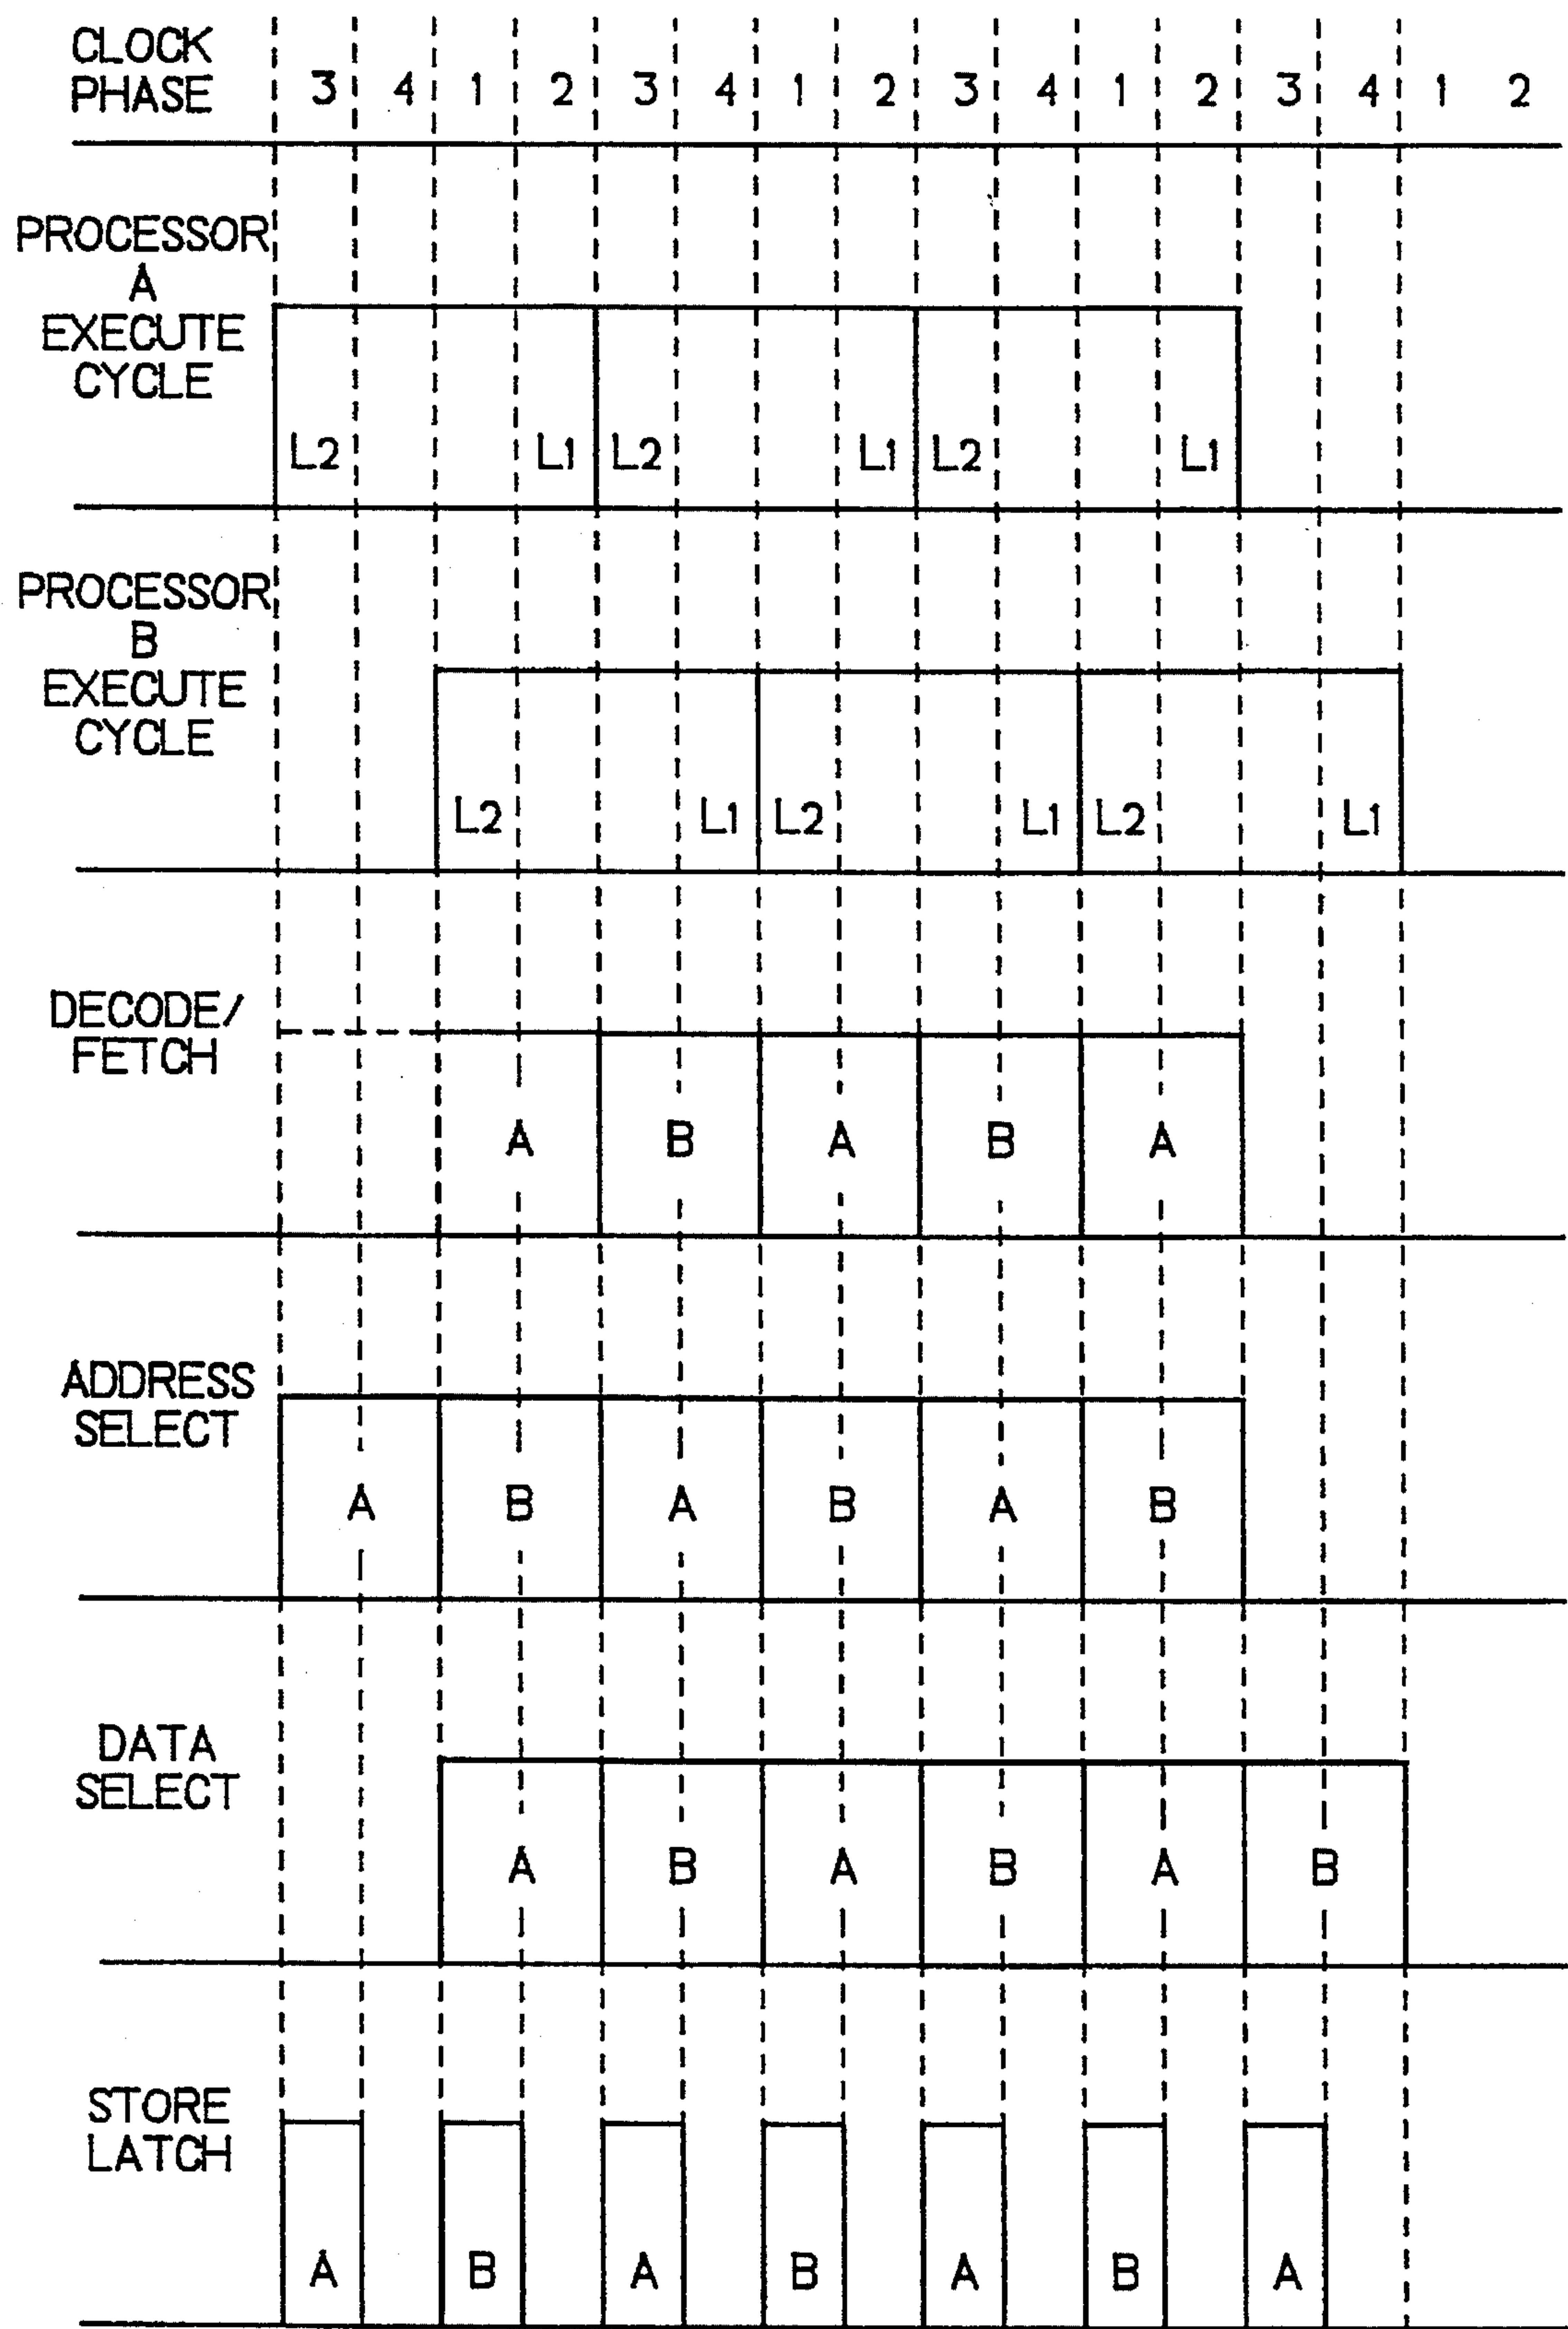 CLOCK
PHASE
3 4 1 2 3 4 1 2 3 4 1 2 3 4 1 2
PROCESSOR
A
EXECUTE
CYCLE
L2 L1 L2 L1 L2 L1
PROCESSOR
B
EXECUTE
CYCLE
L2 L1 L2 L1 L2 L1
DECODE/
FETCH
A B A B A
ADDRESS
SELECT
A B A B A B
DATA
SELECT
A B A B A B
STORE
LATCH
A B A B A B A